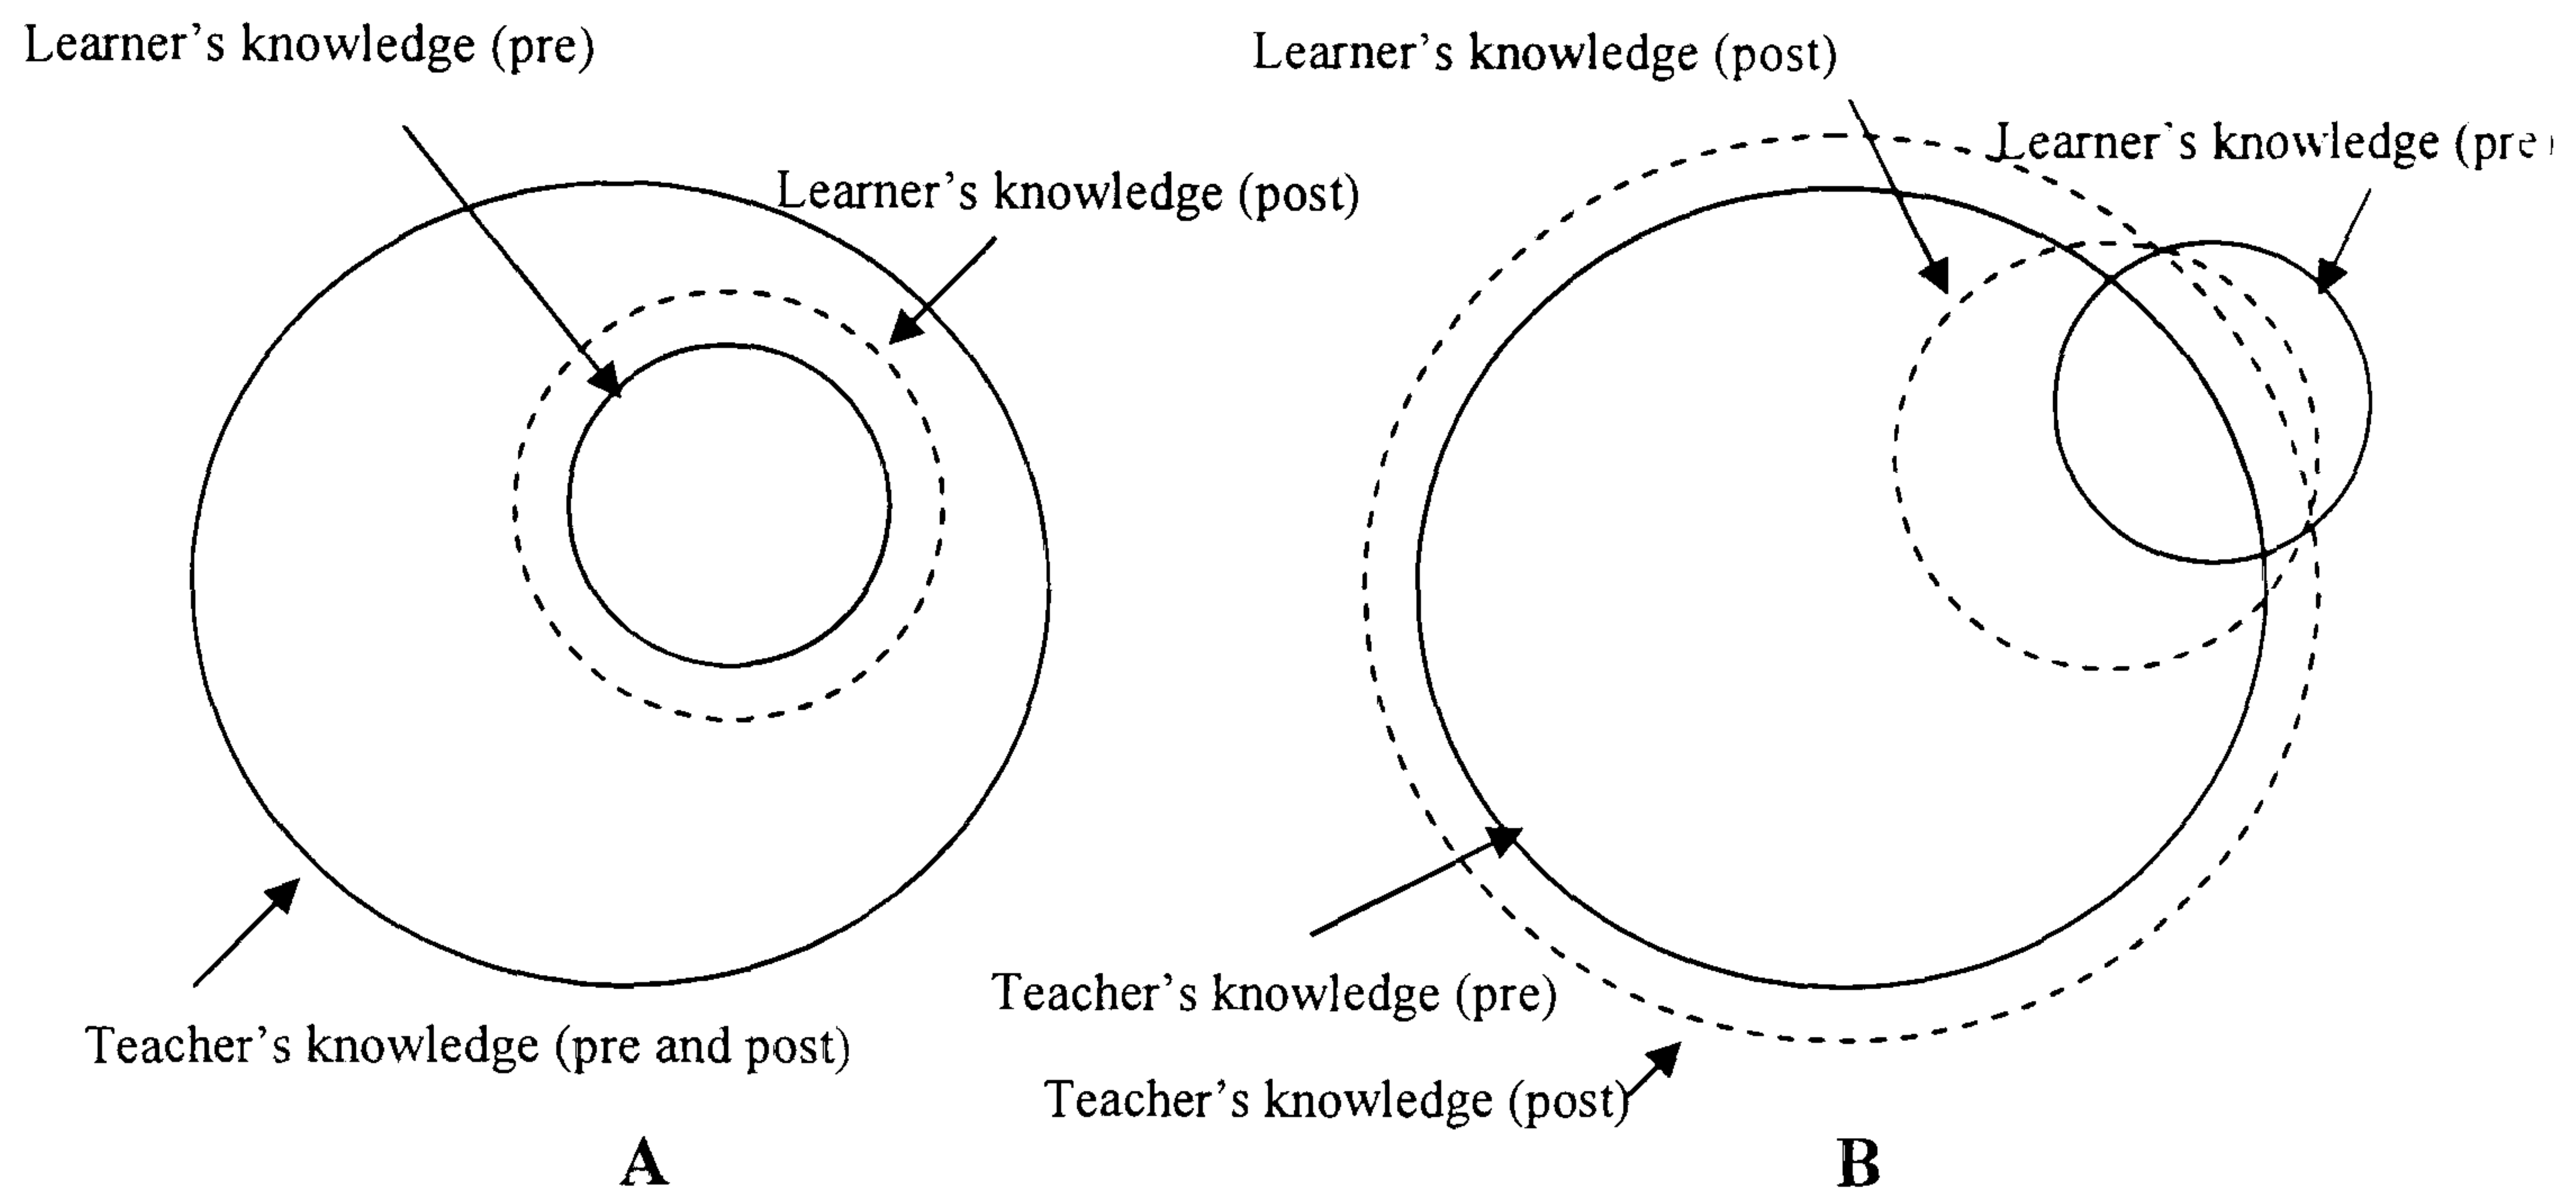 Learner’s knowledge (pre)
Learner’s knowledge (post)
Teacher’s knowledge (pre and post)
A
Learner’s knowledge (post)
Learner’s knowledge (pre)
Teacher’s knowledge (pre)
Teacher’s knowledge (post)
B